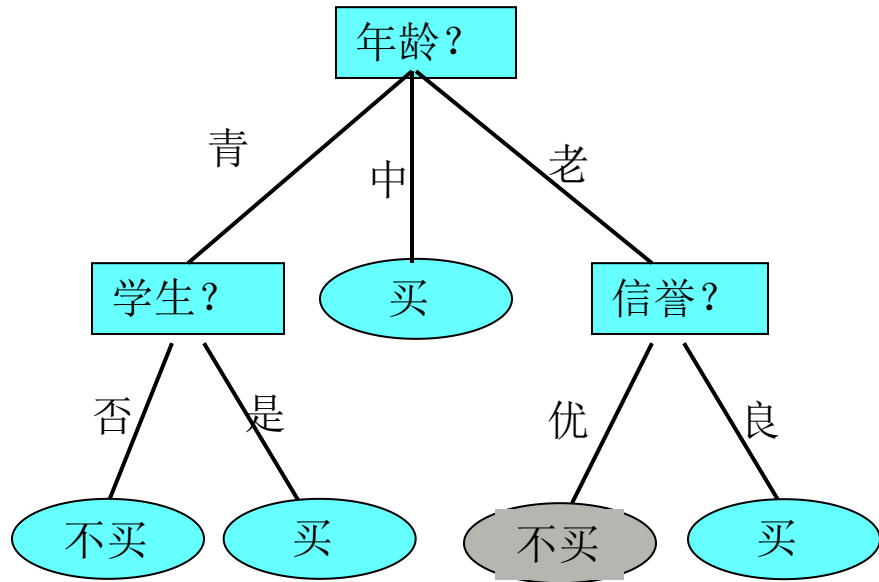 年龄？
青
中
老
学生？
买
信誉？
否
是
优
良
不买
买
不买
买